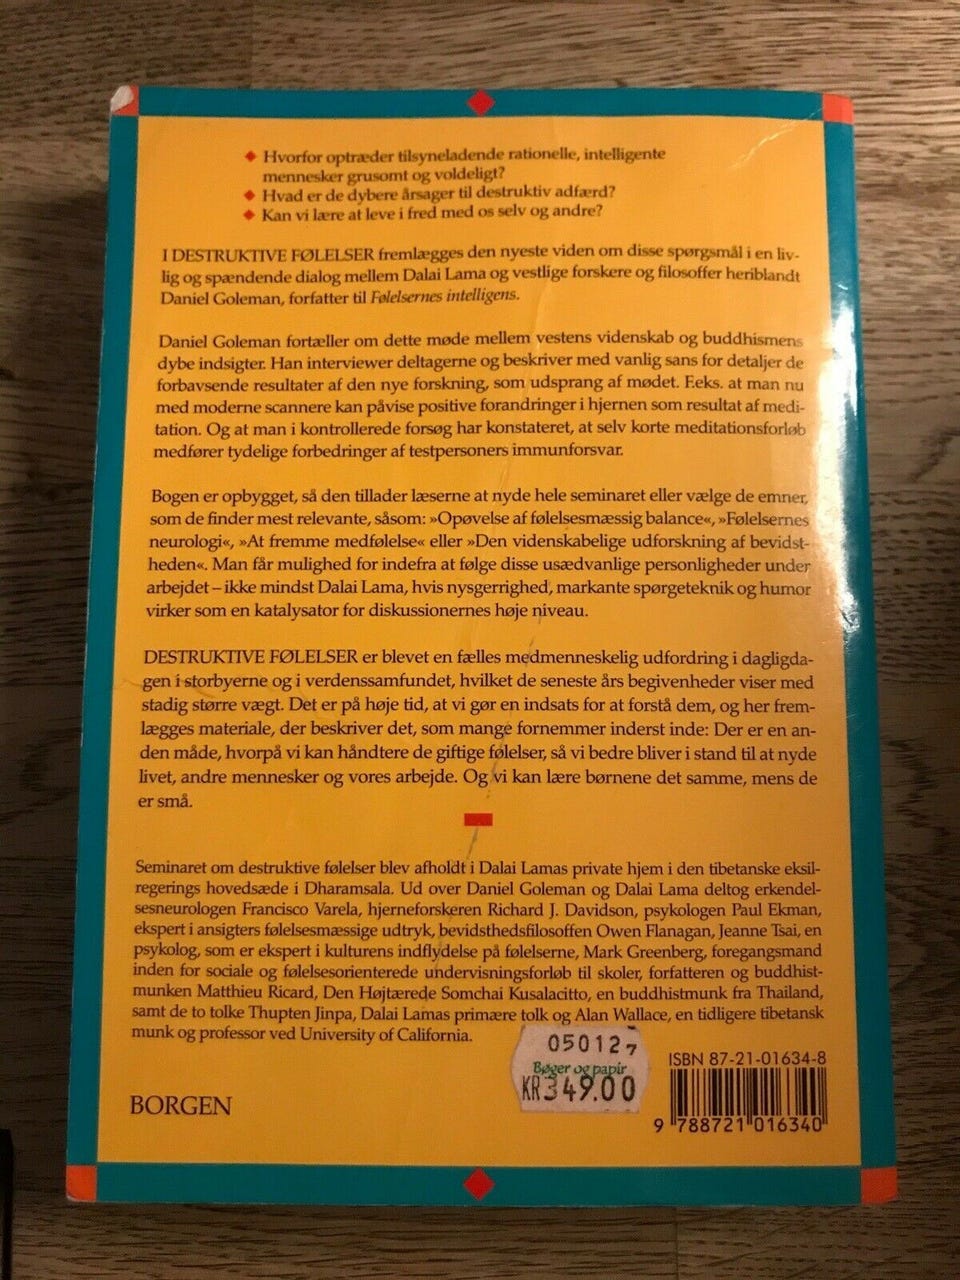 ◆ Hvorfor optræder tilsyneladende rationelle, intelligente
mennesker grusomt og voldeligt?
◆ Hvad er de dybere årsager til destruktiv adfærd?
◆ Kan vi lære at leve i fred med os selv og andre?
I DESTRUKTIVE FØLELSER fremlægges den nyeste viden om disse spørgsmål i en liv-
lig og spændende dialog mellem Dalai Lama og vestlige forskere og filosoffer heriblandt
Daniel Goleman, forfatter til Følelsernes intelligens.
Daniel Goleman fortæller om dette møde mellem vestens videnskab og buddhismens
dybe indsigter. Han interviewer deltagerne og beskriver med vanlig sans for detaljer de
forbavsende resultater af den nye forskning, som udsprang af mødet. F.eks. at man nu
med moderne scannere kan påvise positive forandringer i hjernen som resultat af medi-
tation. Og at man i kontrollerede forsøg har konstateret, at selv korte meditationsforløb
medfører tydelige forbedringer af testpersoners immunforsvar.
Bogen er opbygget, så den tillader læserne at nyde hele seminaret eller vælge de emner,
som de finder mest relevante, såsom: »Opøvelse af følelsesmæssig balance«, »Følelsernes
neurologi«, »At fremme medfølelse« eller »Den videnskabelige udforskning af bevidst-
heden«. Man får mulighed for indefra at følge disse usædvanlige personligheder under
arbejdet – ikke mindst Dalai Lama, hvis nysgerrighed, markante spørgeteknik og humor
virker som en katalysator for diskussionernes høje niveau.
DESTRUKTIVE FØLELSER er blevet en fælles medmenneskelig udfordring i dagligda-
gen i storbyerne og i verdenssamfundet, hvilket de seneste års begivenheder viser med
stadig større vægt. Det er på høje tid, at vi gør en indsats for at forstå dem, og her frem-
lægges materiale, der beskriver det, som mange fornemmer inderst inde: Der er en an-
den måde, hvorpå vi kan håndtere de giftige følelser, så vi bedre bliver i stand til at nyde
livet, andre mennesker og vores arbejde. Og vi kan lære børnene det samme, mens de
er små.
Seminaret om destruktive følelser blev afholdt i Dalai Lamas private hjem i den tibetanske eksil-
regerings hovedsæde i Dharamsala. Ud over Daniel Goleman og Dalai Lama deltog erkendel-
sesneurologen Francisco Varela, hjerneforskeren Richard J. Davidson, psykologen Paul Ekman,
ekspert i ansigters følelsesmæssige udtryk, bevidsthedsfilosoffen Owen Flanagan, Jeanne Tsai, en
psykolog, som er ekspert i kulturens indflydelse på følelserne, Mark Greenberg, foregangsmand
inden for sociale og følelsesorienterede undervisningsforløb til skoler, forfatteren og buddhist-
munken Matthieu Ricard, Den Højtærede Somchai Kusalacitto, en buddhistmunk fra Thailand,
samt de to tolke Thupten Jinpa, Dalai Lamas primære tolk og Alan Wallace, en tidligere tibetansk
munk og professor ved University of California.
050127
Bøger og papir
KR349.00
ISBN 87-21-01634-8
BORGEN
9 788721 016340